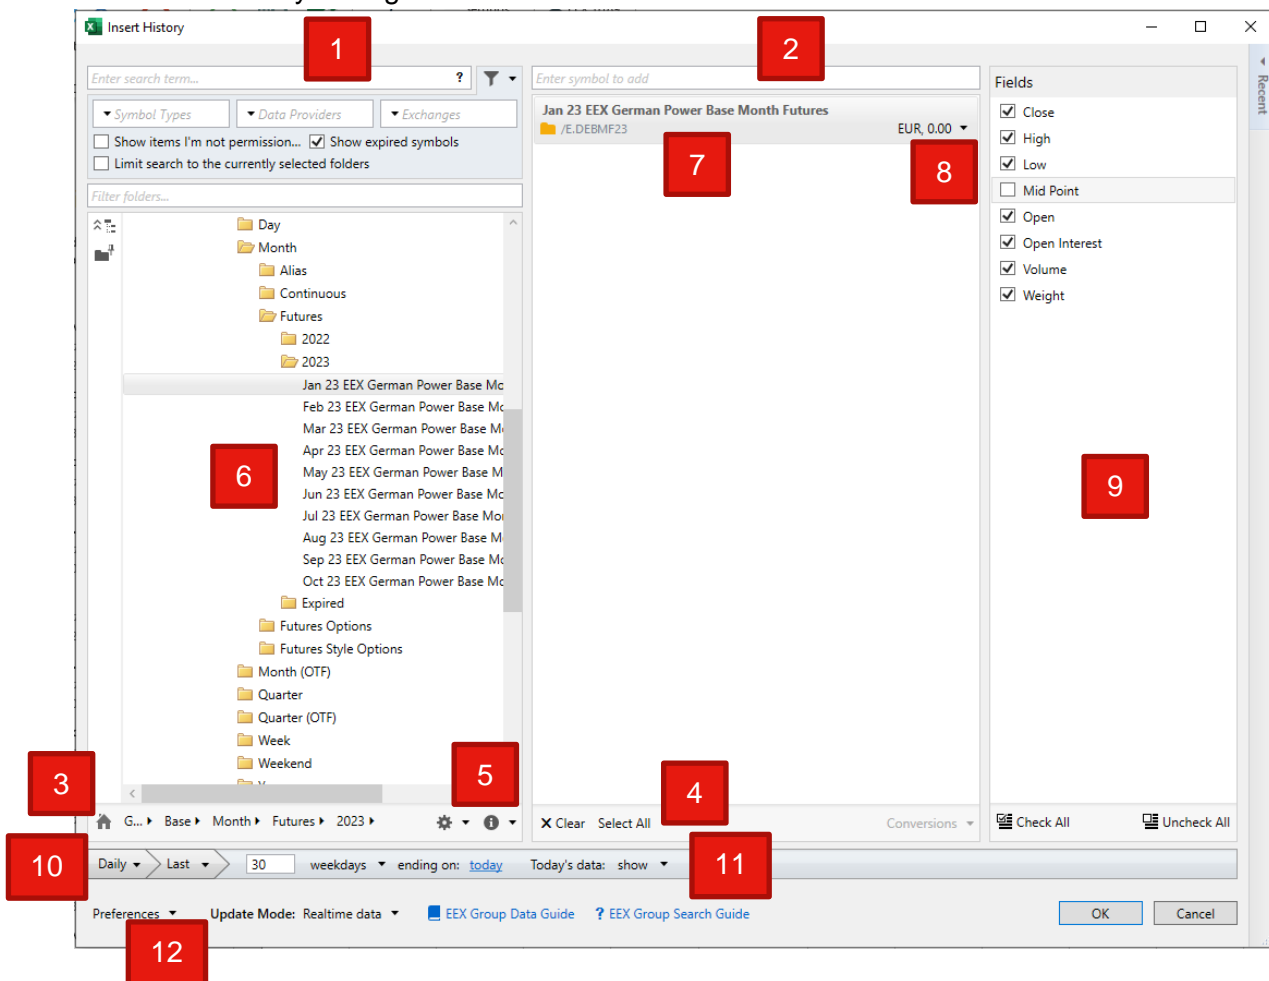 Insert History
1
2
Enter search term... ?
Enter symbol to add
Fields
Recent
Symbol Types
Data Providers
Exchanges
Show items I'm not permission...
Show expired symbols
Limit search to the currently selected folders
Filter folders...
Jan 23 EEX German Power Base Month Futures
/E.DEBMF23
EUR, 0.00
7
8
Close
High
Low
Mid Point
Open
Open Interest
Volume
Weight
9
Day
Month
Alias
Continuous
Futures
2022
2023
Jan 23 EEX German Power Base Mo
Feb 23 EEX German Power Base Mo
Mar 23 EEX German Power Base M
Apr 23 EEX German Power Base Mo
May 23 EEX German Power Base M
Jun 23 EEX German Power Base Mo
Jul 23 EEX German Power Base Mo
Aug 23 EEX German Power Base M
Sep 23 EEX German Power Base Mo
Oct 23 EEX German Power Base Mo
6
Expired
Futures Options
Futures Style Options
Month (OTF)
Quarter
Quarter (OTF)
Week
Weekend
3
5
4
G... Base Month Futures 2023
X Clear Select All
Conversions
Check All
Uncheck All
10
Daily Last 30 weekdays ending on: today Today's data: show
11
Preferences Update Mode: Realtime data EEX Group Data Guide ? EEX Group Search Guide
OK
Cancel
12